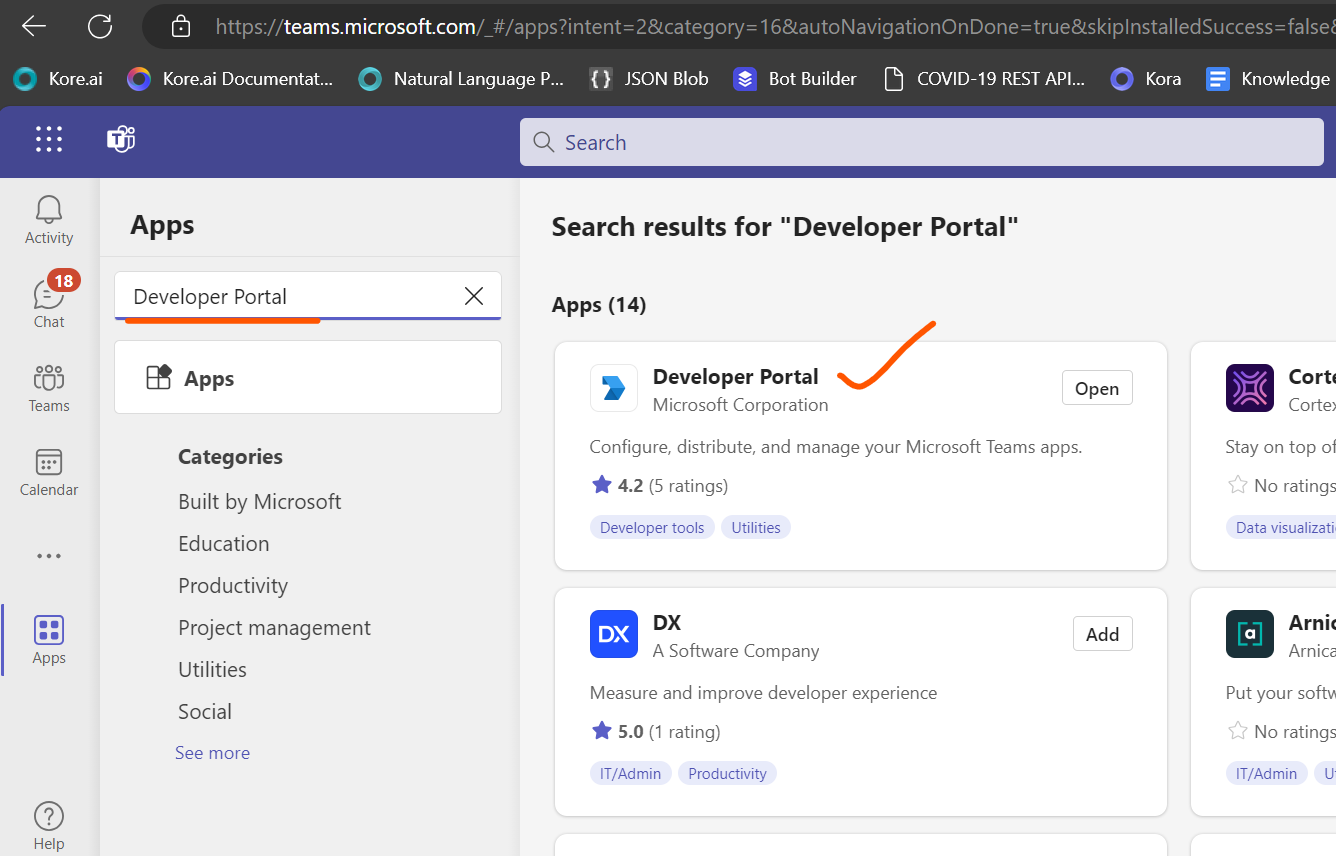 https://teams.microsoft.com/_#/apps?intent=2&category=16&autoNavigationOnDone=true&skipInstalledSuccess=false&
Kore.ai
Kore.ai Documentat...
Natural Language P...
JSON Blob
Bot Builder
COVID-19 REST API...
Kora
Knowledge
Search
Activity
18
Chat
Teams
Calendar
Apps
Help
Apps
Developer Portal
Apps
Categories
Built by Microsoft
Education
Productivity
Project management
Utilities
Social
See more
Search results for "Developer Portal"
Apps (14)
Developer Portal
Microsoft Corporation
Open
Configure, distribute, and manage your Microsoft Teams apps.
4.2 (5 ratings)
Developer tools
Utilities
Corte
Cortex
Stay on top of
No ratings
Data visualizati
DX
DX
A Software Company
Add
Measure and improve developer experience
5.0 (1 rating)
IT/Admin
Productivity
a
Arnic
Arnica
Put your softw
No ratings
IT/Admin
Ut